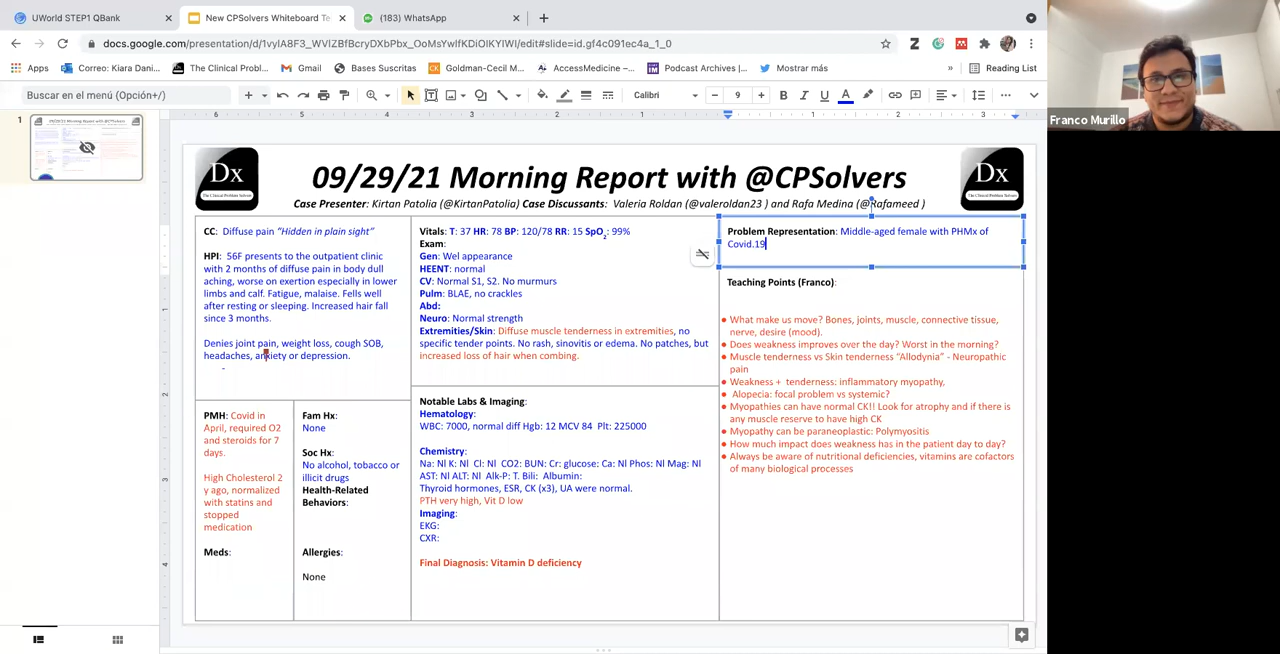 UWorld STEP1 QBank
New CPSolvers Whiteboard Te
(183) WhatsApp
docs.google.com/presentation/d/1vylA8F3_WVIZBfBcryDXbPbx_OoMsYwlfKDiOlKYIWI/edit#slide=id.gf4c091ec4a_1_0
Apps
Correo: Kiara Dani...
The Clinical Probl...
Gmail
Bases Suscritas
Goldman-Cecil M...
AccessMedicine –...
Podcast Archives |...
Mostrar más
»
Reading List
Buscar en el menú (Opción+/)
Calibri
9
Franco Murillo
1
09/29/21 Morning Report with @CPSolvers
Case Presenter: Kirtan Patolia (@KirtanPatolia) Case Discussants: Valeria Roldan (@valeroldan23 ) and Rafa Medina (@Rafameed )
Dx
The Clinical Problem Solvers
Dx
The Clinical Problem Solvers
CC: Diffuse pain "Hidden in plain sight"
HPI: 56F presents to the outpatient clinic
with 2 months of diffuse pain in body dull
aching, worse on exertion especially in lower
limbs and calf. Fatigue, malaise. Fells well
after resting or sleeping. Increased hair fall
since 3 months.
Denies joint pain, weight loss, cough SOB,
headaches, anxiety or depression.
-
PMH: Covid in
April, required O2
and steroids for 7
days.
High Cholesterol 2
y ago, normalized
with statins and
stopped
medication
Meds:
Fam Hx:
None
Soc Hx:
No alcohol, tobacco or
illicit drugs
Health-Related
Behaviors:
Allergies:
None
Vitals: T: 37 HR: 78 BP: 120/78 RR: 15 SpO2: 99%
Exam:
Gen: Wel appearance
HEENT: normal
CV: Normal S1, S2. No murmurs
Pulm: BLAE, no crackles
Abd:
Neuro: Normal strength
Extremities/Skin: Diffuse muscle tenderness in extremities, no
specific tender points. No rash, sinovitis or edema. No patches, but
increased loss of hair when combing.
Notable Labs & Imaging:
Hematology:
WBC: 7000, normal diff Hgb: 12 MCV 84 Plt: 225000
Chemistry:
Na: Nl K: Nl Cl: Nl CO2: BUN: Cr: glucose: Ca: Nl Phos: Nl Mag: Nl
AST: Nl ALT: Nl Alk-P: T. Bili: Albumin:
Thyroid hormones, ESR, CK (x3), UA were normal.
PTH very high, Vit D low
Imaging:
EKG:
CXR:
Final Diagnosis: Vitamin D deficiency
Problem Representation: Middle-aged female with PHMx of
Covid.19
Teaching Points (Franco):
● What make us move? Bones, joints, muscle, connective tissue,
nerve, desire (mood).
● Does weakness improves over the day? Worst in the morning?
● Muscle tenderness vs Skin tenderness "Allodynia" - Neuropathic
pain
● Weakness + tenderness: inflammatory myopathy,
● Alopecia: focal problem vs systemic?
● Myopathies can have normal CK!! Look for atrophy and if there is
any muscle reserve to have high CK
● Myopathy can be paraneoplastic: Polymyositis
● How much impact does weakness has in the patient day to day?
● Always be aware of nutritional deficiencies, vitamins are cofactors
of many biological processes